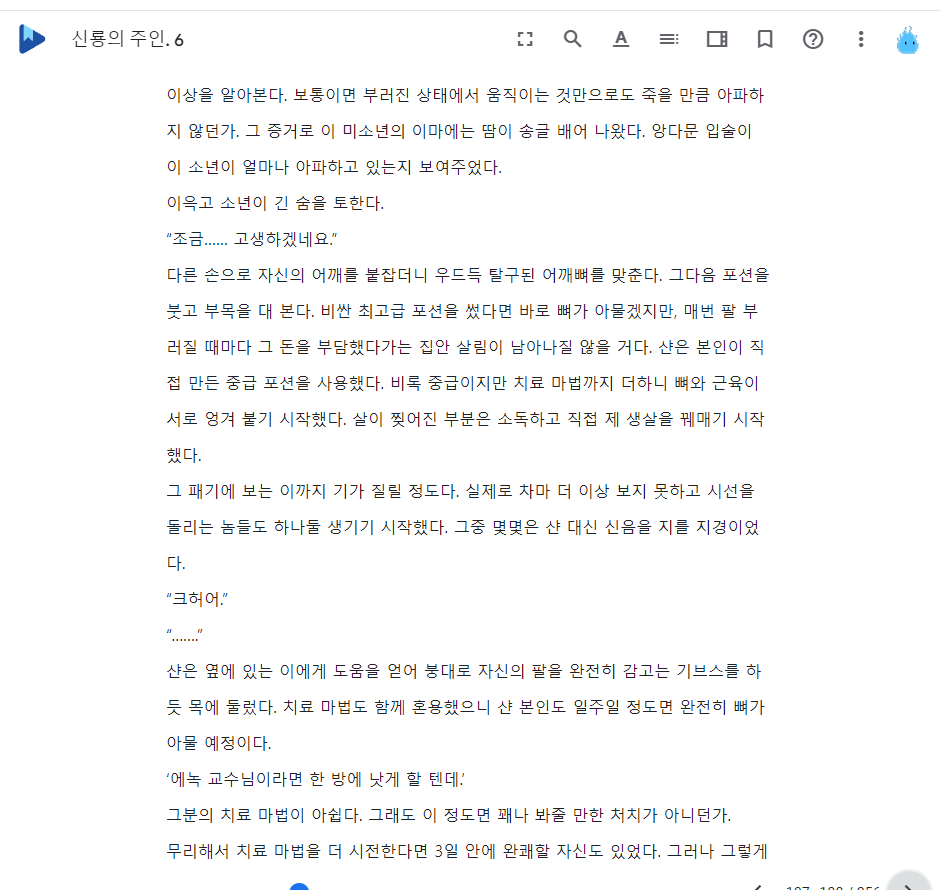 신룡의 주인. 6
이상을 알아본다. 보통이면 부러진 상태에서 움직이는 것만으로도 죽을 만큼 아파하
지 않던가. 그 증거로 이 미소년의 이마에는 땀이 송글 배어 나왔다. 앙다문 입술이
이 소년이 얼마나 아파하고 있는지 보여주었다.
이윽고 소년이 긴 숨을 토한다.
“조금…… 고생하겠네요.”
다른 손으로 자신의 어깨를 붙잡더니 우드득 탈구된 어깨뼈를 맞춘다. 그다음 포션을
붓고 부목을 대 본다. 비싼 최고급 포션을 썼다면 바로 뼈가 아물겠지만, 매번 팔 부
러질 때마다 그 돈을 부담했다가는 집안 살림이 남아나질 않을 거다. 샨은 본인이 직
접 만든 중급 포션을 사용했다. 비록 중급이지만 치료 마법까지 더하니 뼈와 근육이
서로 엉겨 붙기 시작했다. 살이 찢어진 부분은 소독하고 직접 제 생살을 꿰매기 시작
했다.
그 패기에 보는 이까지 기가 질릴 정도다. 실제로 차마 더 이상 보지 못하고 시선을
돌리는 놈들도 하나둘 생기기 시작했다. 그중 몇몇은 샨 대신 신음을 지를 지경이었
다.
“크허어.”
“…….”
샨은 옆에 있는 이에게 도움을 얻어 붕대로 자신의 팔을 완전히 감고는 기브스를 하
듯 목에 둘렀다. 치료 마법도 함께 혼용했으니 샨 본인도 일주일 정도면 완전히 뼈가
아물 예정이다.
‘에녹 교수님이라면 한 방에 낫게 할 텐데.’
그분의 치료 마법이 아쉽다. 그래도 이 정도면 꽤나 봐줄 만한 처치가 아니던가.
무리해서 치료 마법을 더 시전한다면 3일 안에 완쾌할 자신도 있었다. 그러나 그렇게